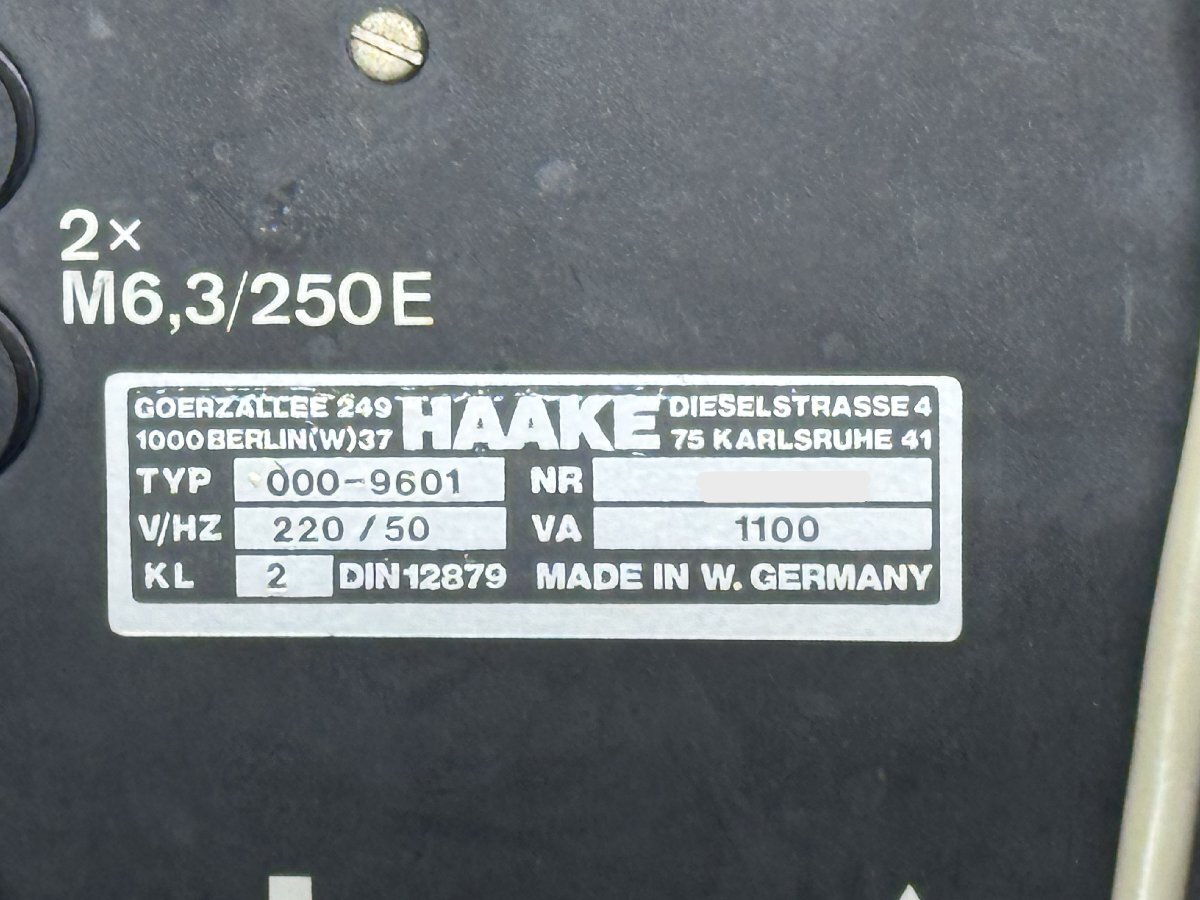 2×
M6,3/250E
GOERZALLEE 249 HAAKE DIESELSTRASSE 4
1000 BERLIN(W)37 75 KARLSRUHE 41
TYP 000-9601 NR
V/HZ 220/50 VA 1100
KL 2 DIN 12879 MADE IN W. GERMANY